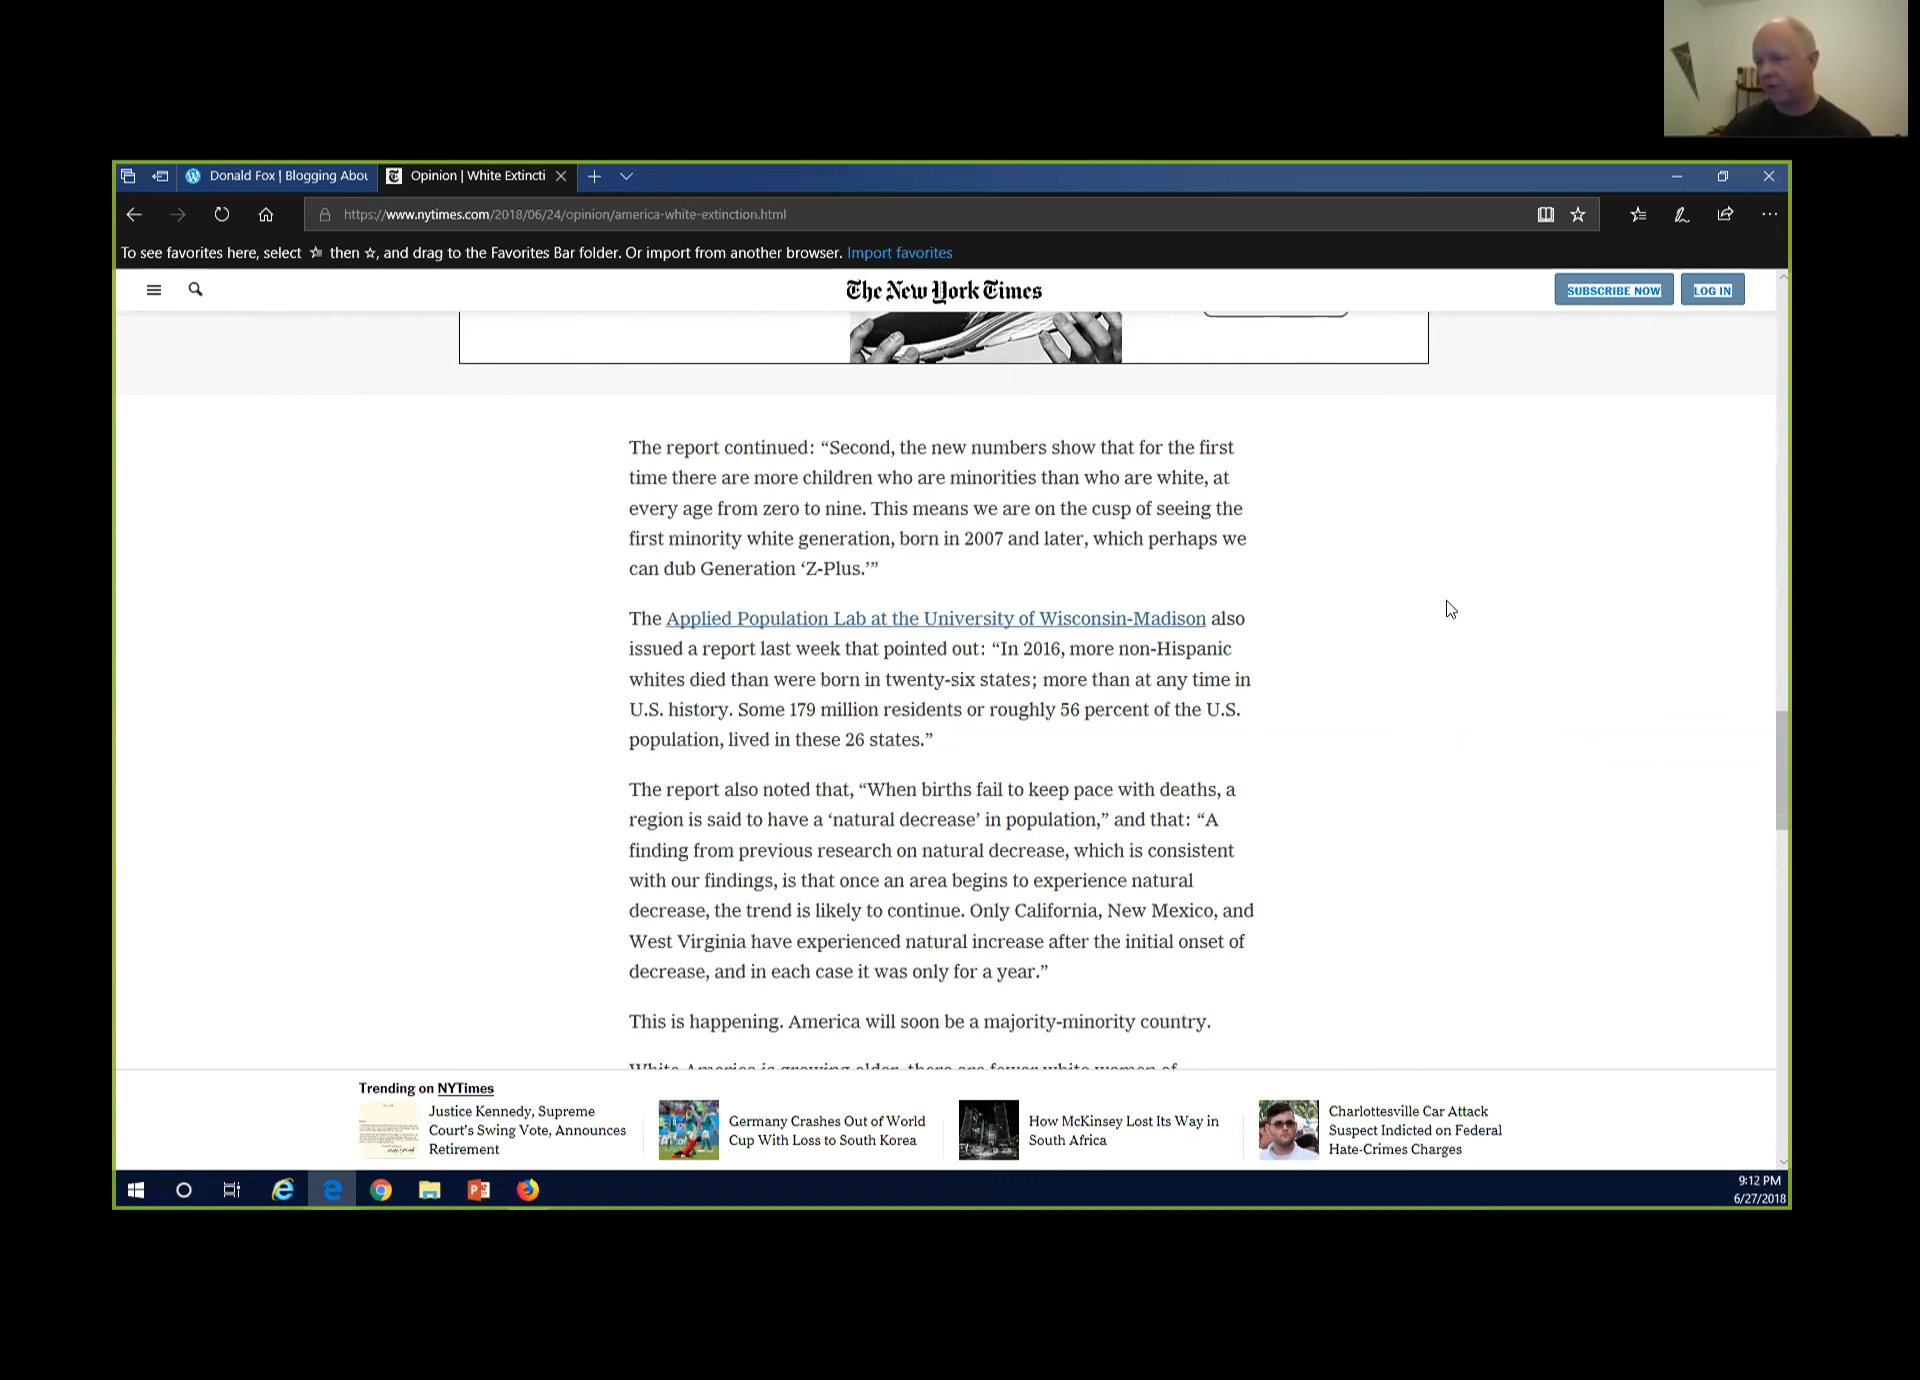 Donald Fox | Blogging Abou
Opinion | White Extincti
https://www.nytimes.com/2018/06/24/opinion/america-white-extinction.html
To see favorites here, select then , and drag to the Favorites Bar folder. Or import from another browser. Import favorites
The New York Times
SUBSCRIBE NOW
LOG IN
The report continued: “Second, the new numbers show that for the first
time there are more children who are minorities than who are white, at
every age from zero to nine. This means we are on the cusp of seeing the
first minority white generation, born in 2007 and later, which perhaps we
can dub Generation ‘Z-Plus.’”
The Applied Population Lab at the University of Wisconsin-Madison also
issued a report last week that pointed out: “In 2016, more non-Hispanic
whites died than were born in twenty-six states; more than at any time in
U.S. history. Some 179 million residents or roughly 56 percent of the U.S.
population, lived in these 26 states.”
The report also noted that, “When births fail to keep pace with deaths, a
region is said to have a ‘natural decrease’ in population,” and that: “A
finding from previous research on natural decrease, which is consistent
with our findings, is that once an area begins to experience natural
decrease, the trend is likely to continue. Only California, New Mexico, and
West Virginia have experienced natural increase after the initial onset of
decrease, and in each case it was only for a year.”
This is happening. America will soon be a majority-minority country.
White America is growing older, there are fewer white women of
Trending on NYTimes
Justice Kennedy, Supreme
Court’s Swing Vote, Announces
Retirement
Germany Crashes Out of World
Cup With Loss to South Korea
How McKinsey Lost Its Way in
South Africa
Charlottesville Car Attack
Suspect Indicted on Federal
Hate-Crimes Charges
9:12 PM
6/27/2018